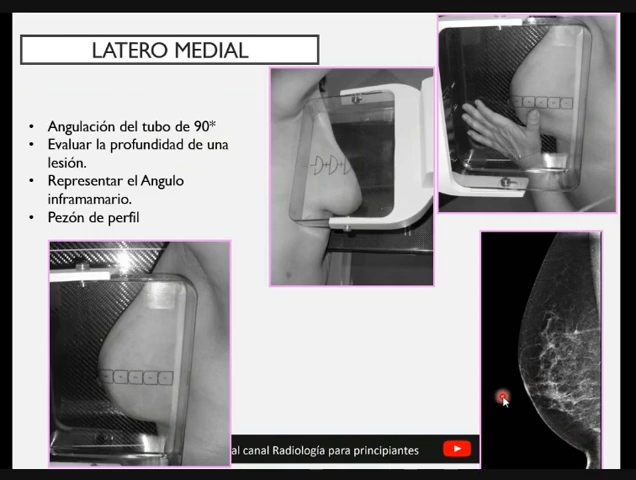 LATERO MEDIAL
• Angulación del tubo de 90*
• Evaluar la profundidad de una
lesión.
• Representar el Angulo
inframamario.
• Pezón de perfil
al canal Radiología para principiantes